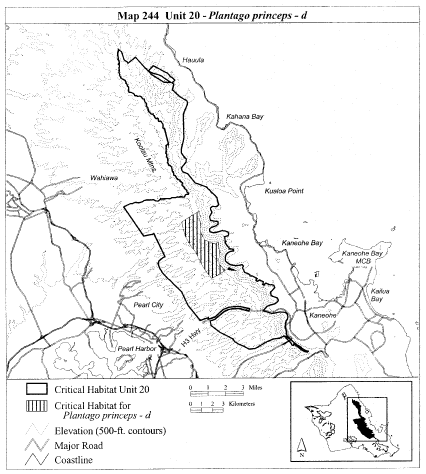 Map 244 Unit 20 - Plantago princeps - d
Hauula
Kahana Bay
Koolau Mtns.
Wahiawa
Kualoa Point
Kaneohe Bay
Kaneohe Bay
MCB
Kailua
Bay
Pearl City
Kaneohe
Pearl Harbor
H3 Hwy
Critical Habitat Unit 20
Critical Habitat for
Plantago princeps - d
Elevation (500-ft. contours)
Major Road
Coastline
0 1 2 3 Miles
0 1 2 3 Kilometers
N